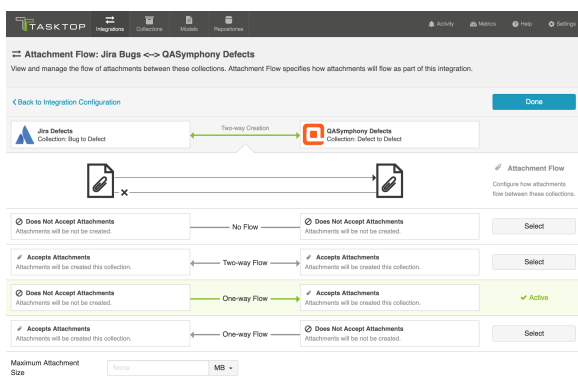 TASKTOP
Integrations
Collections
Models
Repositories
Activity
Metrics
Help
Settings
Attachment Flow: Jira Bugs <--> QASymphony Defects
View and manage the flow of attachments between these collections. Attachment Flow specifies how attachments will flow as part of this integration.
Back to Integration Configuration
Done
Jira Defects
Collection: Bug to Defect
Two-way Creation
QASymphony Defects
Collection: Defect to Defect
Attachment Flow
Configure how attachments
flow between these collections.
Does Not Accept Attachments
Attachments will be not be created.
No Flow
Does Not Accept Attachments
Attachments will be not be created.
Select
Accepts Attachments
Attachments will be created this collection.
Two-way Flow
Accepts Attachments
Attachments will be created this collection.
Select
Does Not Accept Attachments
Attachments will be not be created.
One-way Flow
Accepts Attachments
Attachments will be created this collection.
Active
Accepts Attachments
Attachments will be created this collection.
One-way Flow
Does Not Accept Attachments
Attachments will be not be created.
Select
Maximum Attachment
Size
None
MB